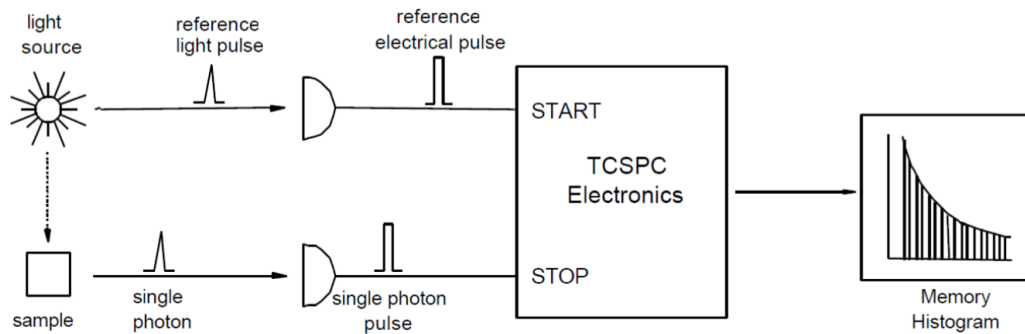 light
source
reference
light pulse
reference
electrical pulse
START
TCSPC
Electronics
STOP
sample
single
photon
single photon
pulse
Memory
Histogram